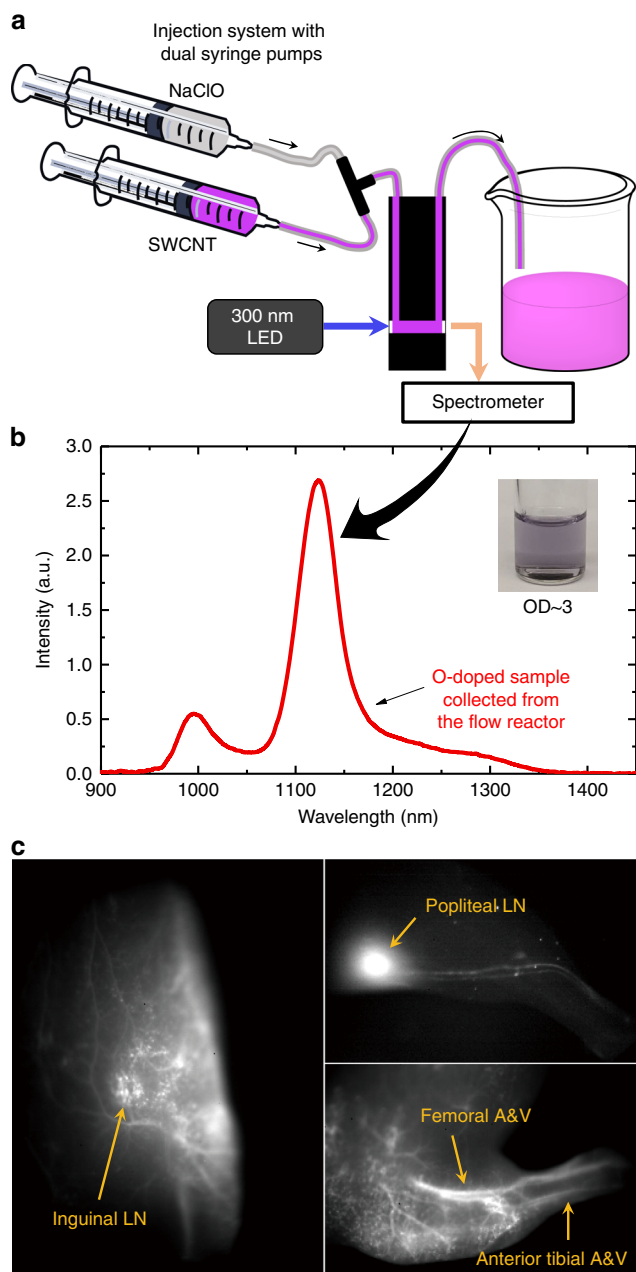 a
Injection system with
dual syringe pumps
NaClO
SWCNT
300 nm
LED
Spectrometer
b
3.0
2.5
2.0
1.5
1.0
0.5
0.0
Intensity (a.u.)
OD~3
O-doped sample
collected from
the flow reactor
900 1000 1100 1200 1300 1400
Wavelength (nm)
c
Inguinal LN
Popliteal LN
Femoral A&V
Anterior tibial A&V